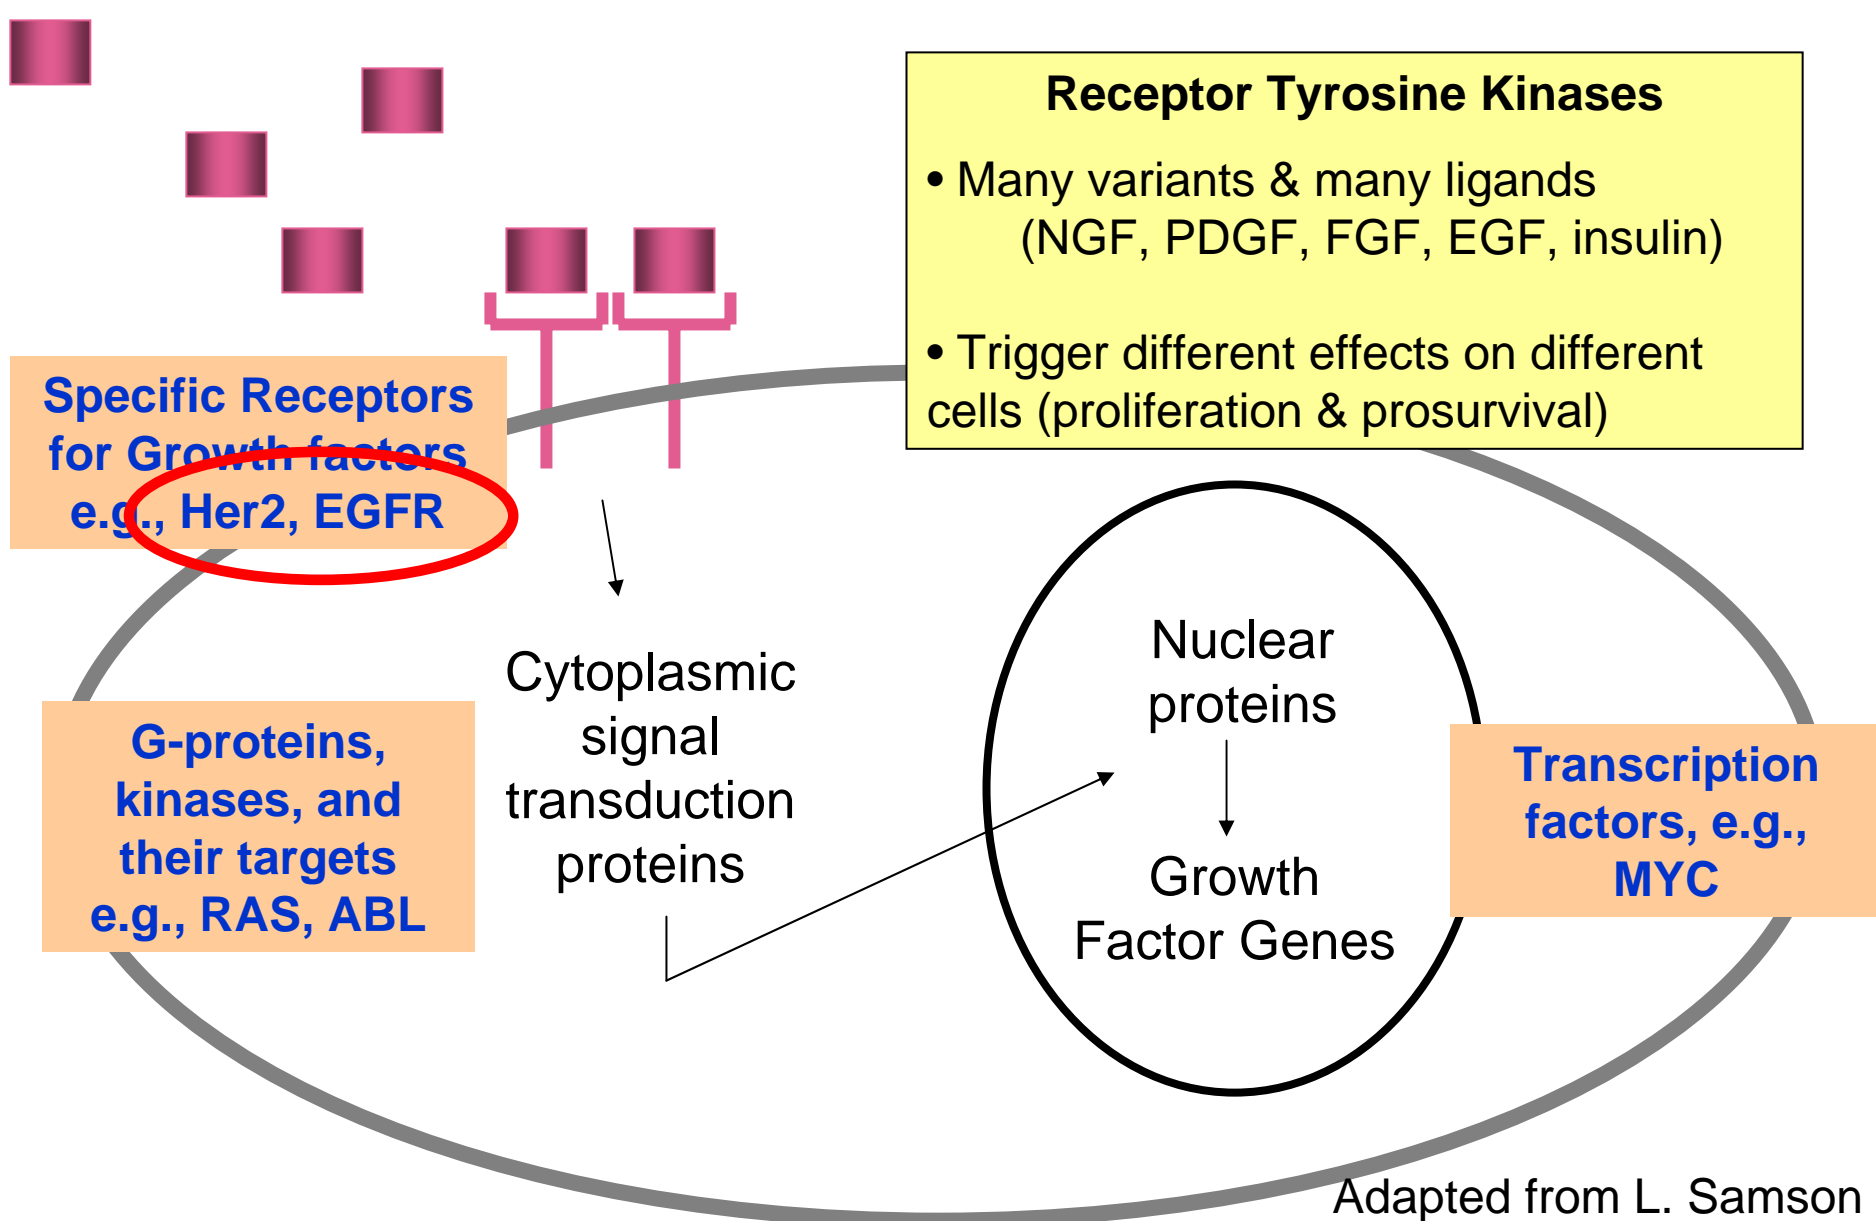 Receptor Tyrosine Kinases
• Many variants & many ligands
(NGF, PDGF, FGF, EGF, insulin)
• Trigger different effects on different
cells (proliferation & prosurvival)
Specific Receptors
for Growth factors
e.g., Her2, EGFR
Cytoplasmic
signal
transduction
proteins
G-proteins,
kinases, and
their targets
e.g., RAS, ABL
Nuclear
proteins
Growth
Factor Genes
Transcription
factors, e.g.,
MYC
Adapted from L. Samson